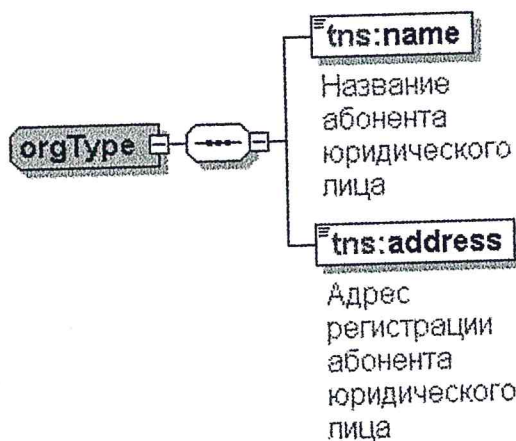 tns:name
Название
абонента
юридического
лица
orgType
tns:address
Адрес
регистрации
абонента
юридического
лица